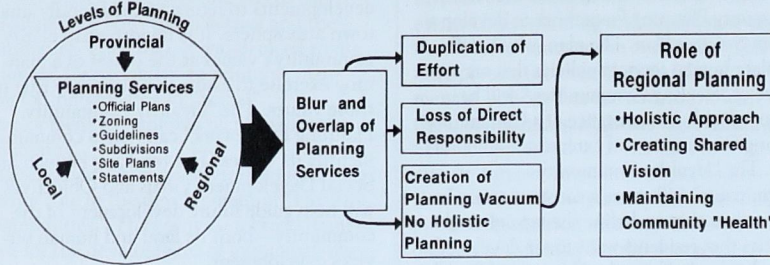 Levels of Planning
Provincial
Planning Services
•Official Plans
•Zoning
•Guidelines
•Subdivisions
•Site Plans
•Statements
Local
Regional
Blur and
Overlap of
Planning
Services
Duplication of
Effort
Loss of Direct
Responsibility
Creation of
Planning Vacuum
No Holistic
Planning
Role of
Regional Planning
•Holistic Approach
•Creating Shared
Vision
•Maintaining
Community "Health"